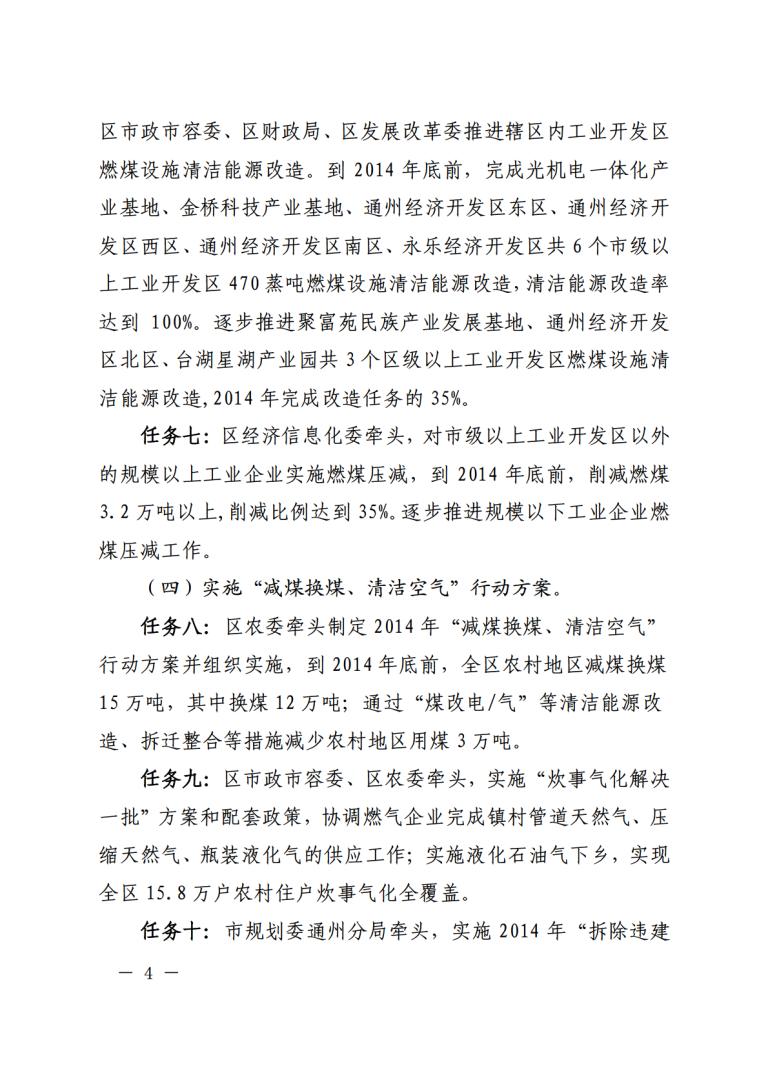 区市政市容委、区财政局、区发展改革委推进辖区内工业开发区
燃煤设施清洁能源改造。到 2014 年底前，完成光机电一体化产
业基地、金桥科技产业基地、通州经济开发区东区、通州经济开
发区西区、通州经济开发区南区、永乐经济开发区共 6 个市级以
上工业开发区 470 蒸吨燃煤设施清洁能源改造,清洁能源改造率
达到 100%。逐步推进聚富苑民族产业发展基地、通州经济开发
区北区、台湖星湖产业园共 3 个区级以上工业开发区燃煤设施清
洁能源改造,2014 年完成改造任务的 35%。
任务七：区经济信息化委牵头，对市级以上工业开发区以外
的规模以上工业企业实施燃煤压减，到 2014 年底前，削减燃煤
3.2 万吨以上,削减比例达到 35%。逐步推进规模以下工业企业燃
煤压减工作。
（四）实施“减煤换煤、清洁空气”行动方案。
任务八：区农委牵头制定 2014 年“减煤换煤、清洁空气”
行动方案并组织实施，到 2014 年底前，全区农村地区减煤换煤
15 万吨，其中换煤 12 万吨；通过“煤改电/气”等清洁能源改
造、拆迁整合等措施减少农村地区用煤 3 万吨。
任务九：区市政市容委、区农委牵头，实施“炊事气化解决
一批”方案和配套政策，协调燃气企业完成镇村管道天然气、压
缩天然气、瓶装液化气的供应工作；实施液化石油气下乡，实现
全区 15.8 万户农村住户炊事气化全覆盖。
任务十：市规划委通州分局牵头，实施 2014 年“拆除违建
— 4 —